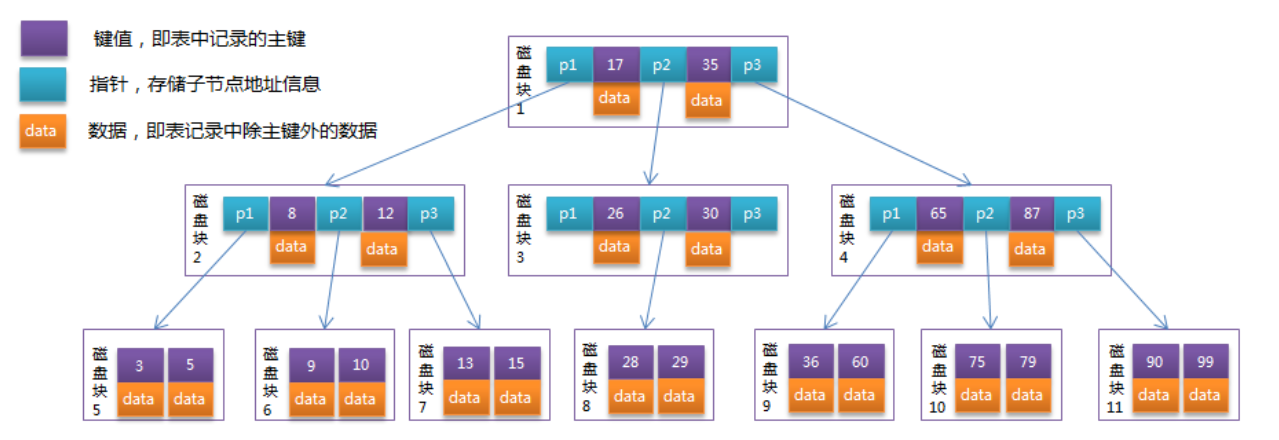 键值，即表中记录的主键
指针，存储子节点地址信息
data 数据，即表记录中除主键外的数据
磁盘块1
p1 17 p2 35 p3
data data
磁盘块2
p1 8 p2 12 p3
data data
磁盘块3
p1 26 p2 30 p3
data data
磁盘块4
p1 65 p2 87 p3
data data
磁盘块5
3 5
data data
磁盘块6
9 10
data data
磁盘块7
13 15
data data
磁盘块8
28 29
data data
磁盘块9
36 60
data data
磁盘块10
75 79
data data
磁盘块11
90 99
data data